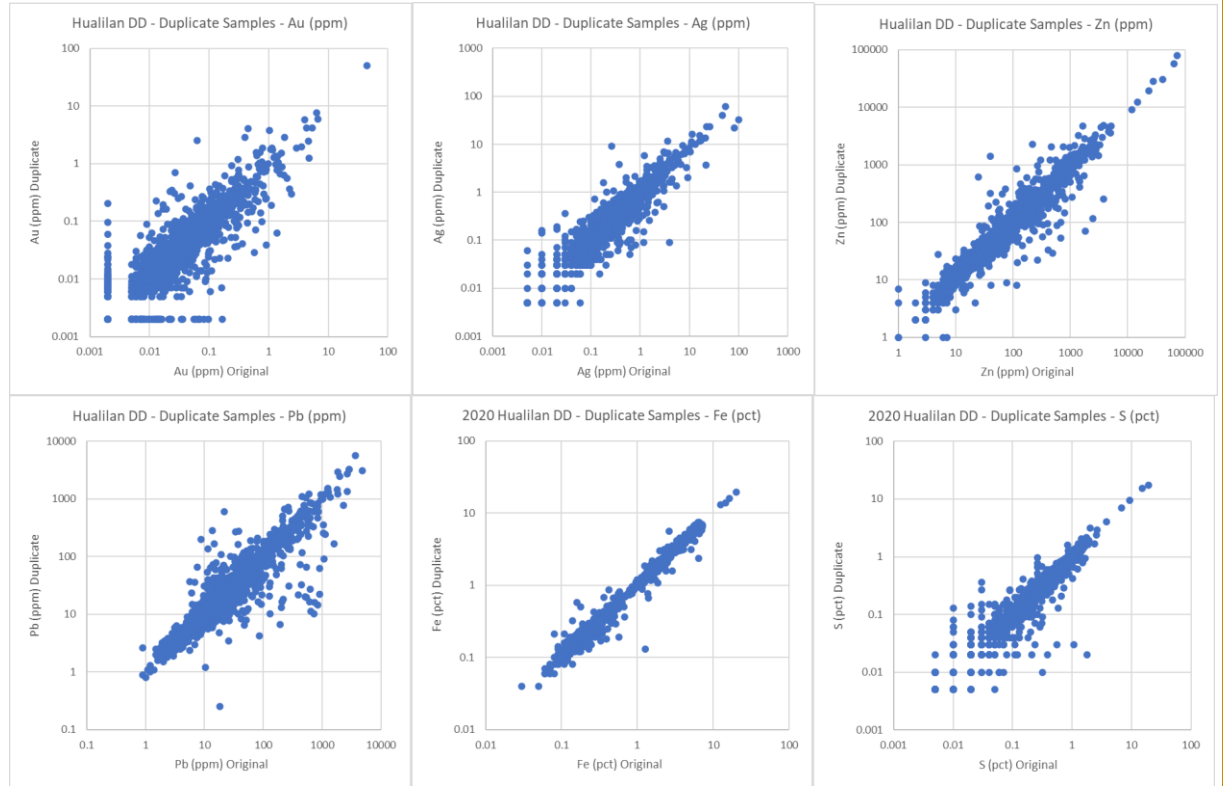 Hualilan DD - Duplicate Samples - Au (ppm)
100
10
1
0.1
0.01
0.001
0.001 0.01 0.1 1 10 100
Au (ppm) Duplicate
Au (ppm) Original
Hualilan DD - Duplicate Samples - Ag (ppm)
1000
100
10
1
0.1
0.01
0.001
0.001 0.01 0.1 1 10 100 1000
Ag (ppm) Duplicate
Ag (ppm) Original
Hualilan DD - Duplicate Samples - Zn (ppm)
100000
10000
1000
100
10
1
1 10 100 1000 10000 100000
Zn (ppm) Duplicate
Zn (ppm) Original
Hualilan DD - Duplicate Samples - Pb (ppm)
10000
1000
100
10
1
0.1
0.1 1 10 100 1000 10000
Pb (ppm) Duplicate
Pb (ppm) Original
2020 Hualilan DD - Duplicate Samples - Fe (pct)
100
10
1
0.1
0.01
0.01 0.1 1 10 100
Fe (pct) Duplicate
Fe (pct) Original
2020 Hualilan DD - Duplicate Samples - S (pct)
100
10
1
0.1
0.01
0.001
0.001 0.01 0.1 1 10 100
S (pct) Duplicate
S (pct) Original